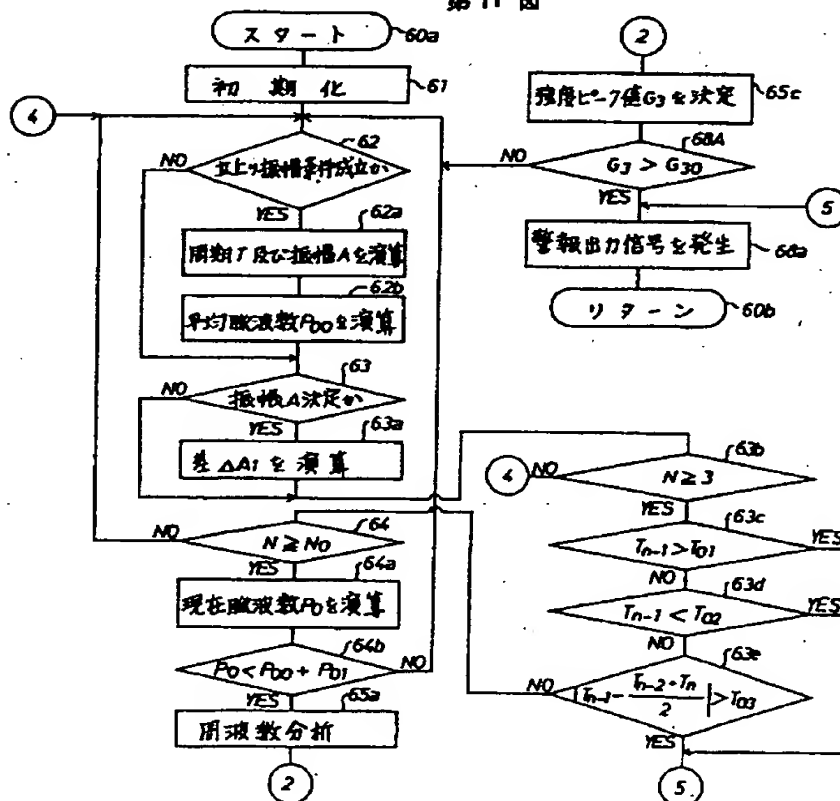 第11図
スタート
60a
初期化
61
4
62
立上り振幅条件成立か
NO
YES
62a
周期T及び振幅Aを演算
62b
平均脈波数P00を演算
63
振幅A決定か
NO
YES
63a
差ΔA1を演算
64
N≧N0
NO
YES
64a
現在脈波数P0を演算
64b
P0<P00+P01
NO
YES
65a
周波数分析
2
2
強度ピーク値G3を決定
65c
68A
G3>G30
NO
YES
5
警報出力信号を発生
68a
リターン
60b
63b
4
NO
N≧3
YES
63c
Tn-1>T01
YES
NO
63d
Tn-1<T02
YES
NO
63e
|Tn-1-(Tn-2+Tn)/2|>T03
NO
YES
5